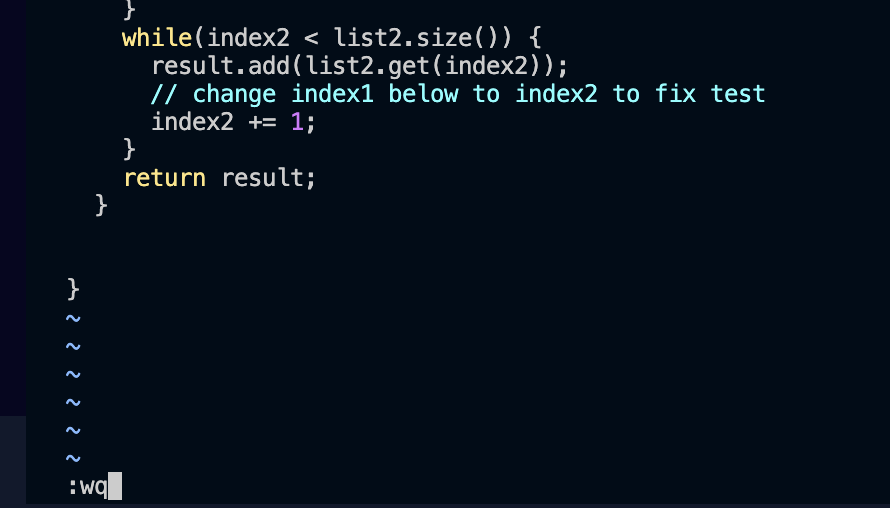 }
while(index2 < list2.size()) {
result.add(list2.get(index2));
// change index1 below to index2 to fix test
index2 += 1;
}
return result;
}
}
~
~
~
~
~
~
:wq